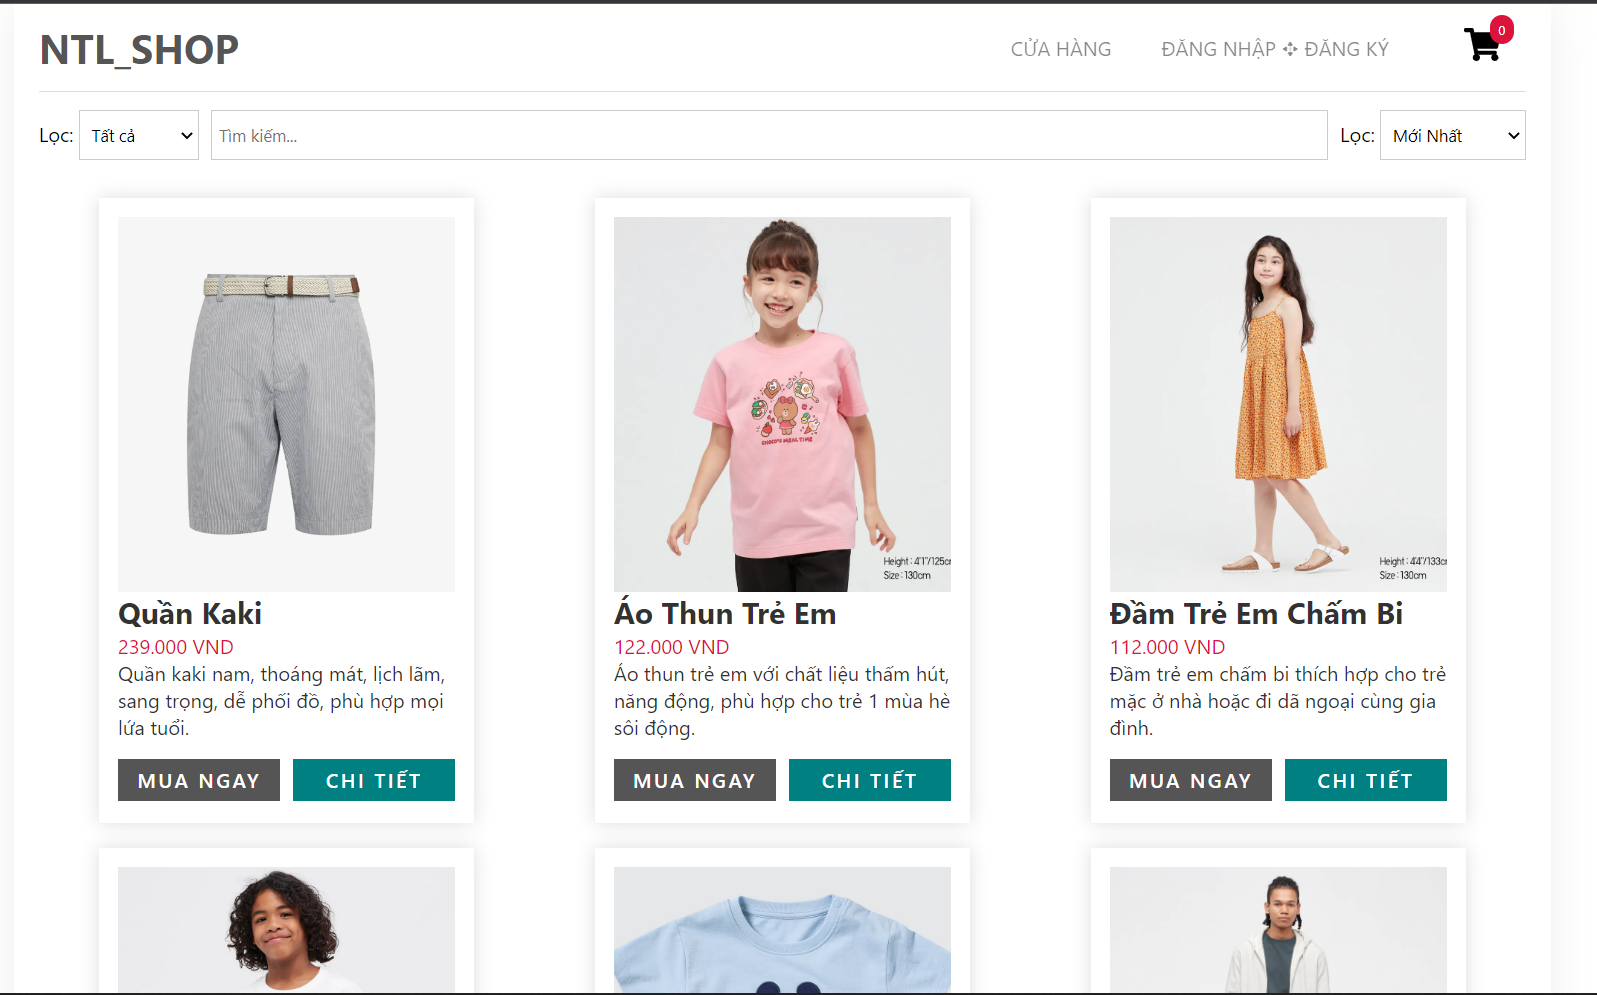 NTL_SHOP
CỬA HÀNG
ĐĂNG NHẬP ✣ ĐĂNG KÝ
0
Lọc: Tất cả
Tìm kiếm...
Lọc: Mới Nhất
CHOCO'S MEAL TIME
Height : 4'1"/125cm
Size : 130cm
Height : 4'4"/133cm
Size : 130cm
Quần Kaki
239.000 VND
Quần kaki nam, thoáng mát, lịch lãm,
sang trọng, dễ phối đồ, phù hợp mọi
lứa tuổi.
MUA NGAY
CHI TIẾT
Áo Thun Trẻ Em
122.000 VND
Áo thun trẻ em với chất liệu thấm hút,
năng động, phù hợp cho trẻ 1 mùa hè
sôi động.
MUA NGAY
CHI TIẾT
Đầm Trẻ Em Chấm Bi
112.000 VND
Đầm trẻ em chấm bi thích hợp cho trẻ
mặc ở nhà hoặc đi dã ngoại cùng gia
đình.
MUA NGAY
CHI TIẾT